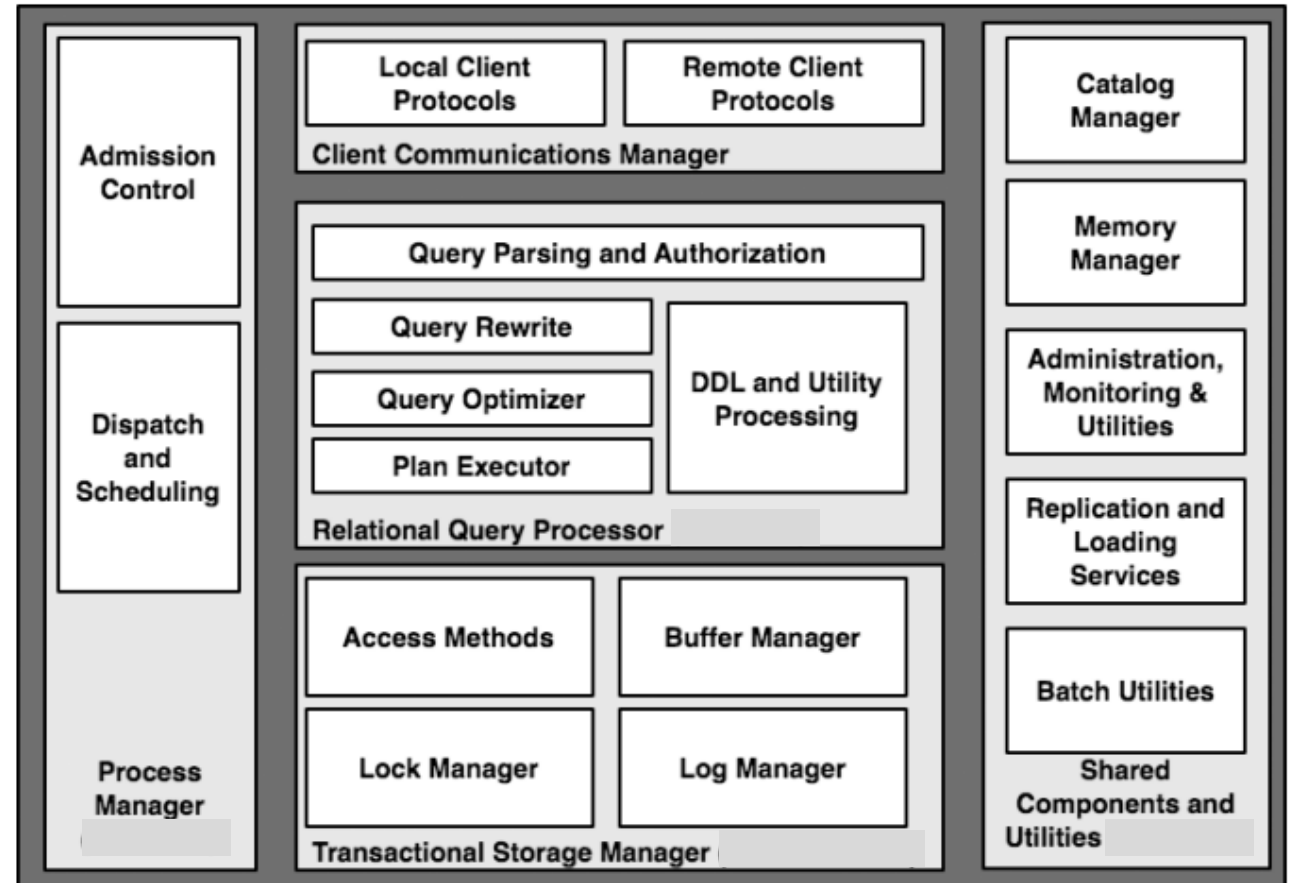 Admission
Control
Dispatch
and
Scheduling
Process
Manager
(
Local Client
Protocols
Remote Client
Protocols
Client Communications Manager
Query Parsing and Authorization
Query Rewrite
Query Optimizer
Plan Executor
DDL and Utility
Processing
Relational Query Processor
Access Methods
Buffer Manager
Lock Manager
Log Manager
Transactional Storage Manager (
Catalog
Manager
Memory
Manager
Administration,
Monitoring &
Utilities
Replication and
Loading
Services
Batch Utilities
Shared
Components and
Utilities